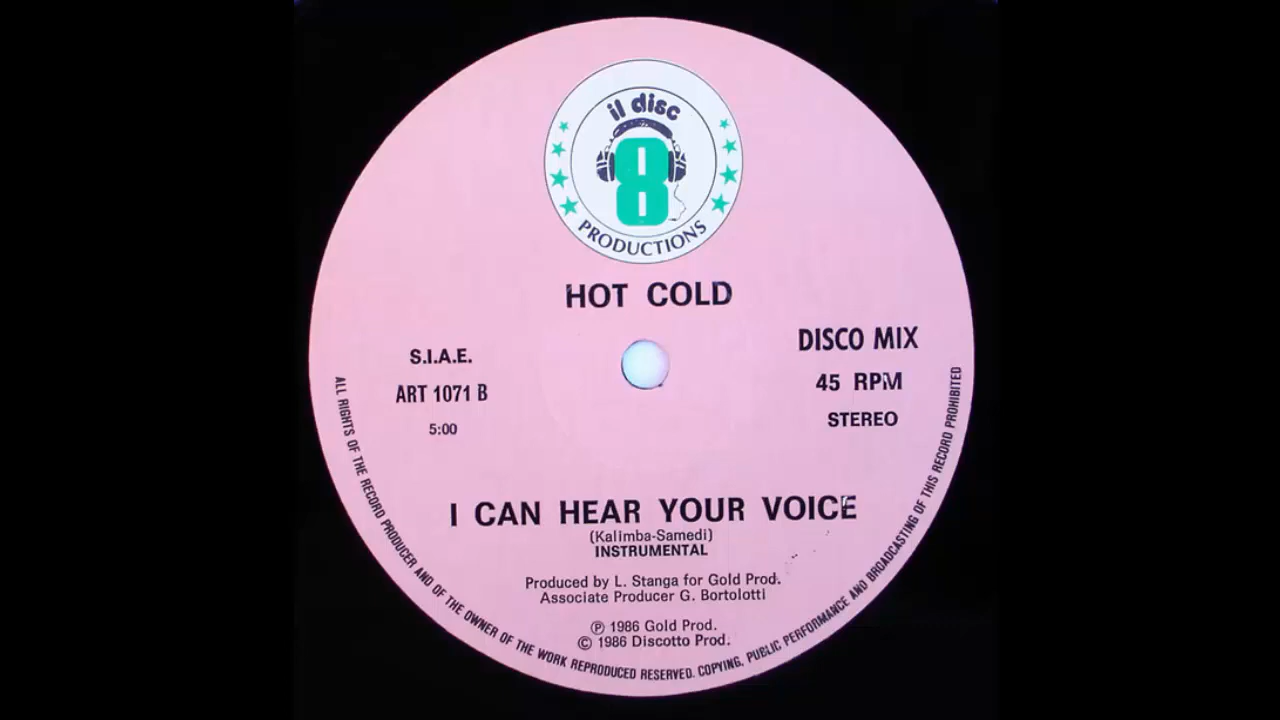 il disc
8
PRODUCTIONS
HOT COLD
S.I.A.E.
ART 1071 B
5:00
DISCO MIX
45 RPM
STEREO
I CAN HEAR YOUR VOICE
(Kalimba-Samedi)
INSTRUMENTAL
Produced by L. Stanga for Gold Prod.
Associate Producer G. Bortolotti
℗ 1986 Gold Prod.
© 1986 Discotto Prod.
ALL RIGHTS OF THE RECORD PRODUCER AND OF THE OWNER OF THE WORK REPRODUCED RESERVED. COPYING, PUBLIC PERFORMANCE AND BROADCASTING OF THIS RECORD PROHIBITED